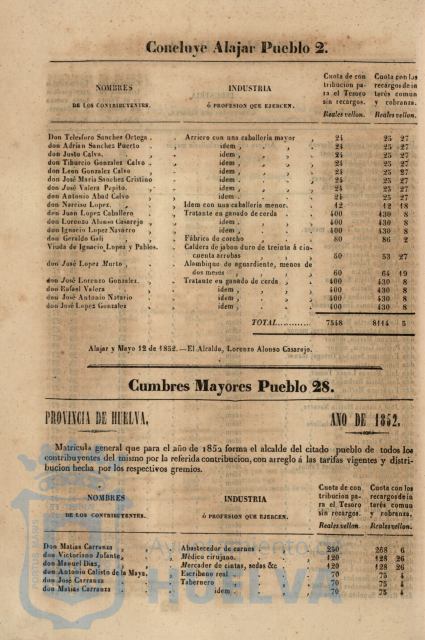 Concluye Alajar Pueblo 2.
NOMBRES DE LOS CONTRIBUYENTES. INDUSTRIA Ó PROFESION QUE EJERCEN. Cuota de contribucion para el Tesoro sin recargos. Reales vellon. Cuota con los recargos de interés comun y cobranza. Reales vellon.
Don Telesforo Sanchez Ortega. Arriero con una caballería mayor 24 25 27
don Adrian Sanchez Puerto idem 24 25 27
don Justo Calva. idem 24 25 27
don Tiburcio Gonzalez Calvo idem 24 25 27
don Leon Gonzalez Calvo idem 24 25 27
don José Maria Sanchez Cristino idem 24 25 27
don José Valera Pepito. idem 24 25 27
don Antonio Abad Calvo idem 24 25 27
don Narciso Lopez. Idem con una caballería menor. 12 12 18
don Juan Lopez Caballero Tratante en ganado de cerda 400 430 8
don Lorenzo Alonso Casarejo idem 400 430 8
don Ignacio Lopez Navarro idem 400 430 8
don Geraldo Gali Fábrica de corcho 80 86 2
Viuda de Ignacio Lopez y Pablos. Caldera de jabon duro de treinta á cincuenta arrobas 50 53 27
don José Lopez Marto Alambique de aguardiente, menos de dos meses 60 64 19
don José Lorenzo Gonzalez. Tratante en ganado de cerda 400 430 8
don Rafael Valera idem 400 430 8
don José Antonio Natario idem 400 430 8
don José Lopez Gonzalez idem 400 430 8
TOTAL............ 7548 8114 5
Alajar y Mayo 12 de 1852.—El Alcalde, Lorenzo Alonso Casarejo.
Cumbres Mayores Pueblo 28.
PROVINCIA DE HUELVA. AÑO DE 1852.
Matricula general que para el año de 1852 forma el alcalde del citado pueblo de todos los
contribuyentes del mismo por la referida contribucion, con arreglo á las tarifas vigentes y distri-
bucion hecha por los respectivos gremios.
NOMBRES DE LOS CONTRIBUYENTES. INDUSTRIA Ó PROFESION QUE EJERCEN. Cuota de contribucion para el Tesoro sin recargos. Reales vellon. Cuota con los recargos de interés comun y cobranza. Reales vellon.
Don Matias Carranza Abastecedor de carnes 250 268 6
don Victoriano Infante. Médico cirujano. 120 128 26
don Manuel Diaz. Mercader de cintas, sedas &c 120 128 26
don Antonio Calisto de la Maya. Escribano real 70 75 4
don José Carranza Tabernero 70 75 4
don Matias Carranza idem 70 75 4
Ayuntamiento de
HUELVA